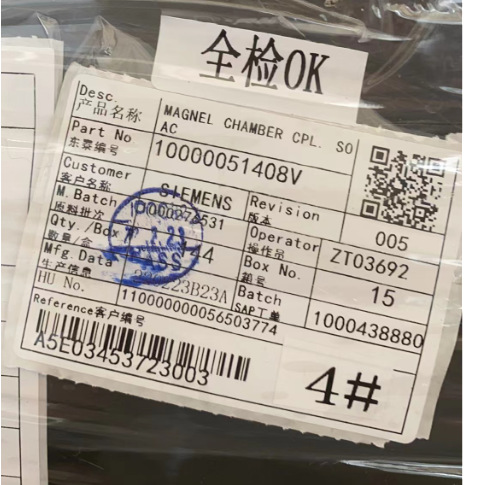 全检OK
Desc. MAGNEL CHAMBER CPL. SO
产品名称 AC
Part No 10000051408V
东莱编号
Customer SIEMENS Revision 005
客户名称 版本
M. Batch Operator ZT03692
原料批次 操作员
Qty./Box 144 Box No. 15
数量/盒 箱号
Mfg. Data Batch 1000438880
生产信息 SAP工单
HU No. 110000000056503774
Reference客户编号
A5E03453723003
4#